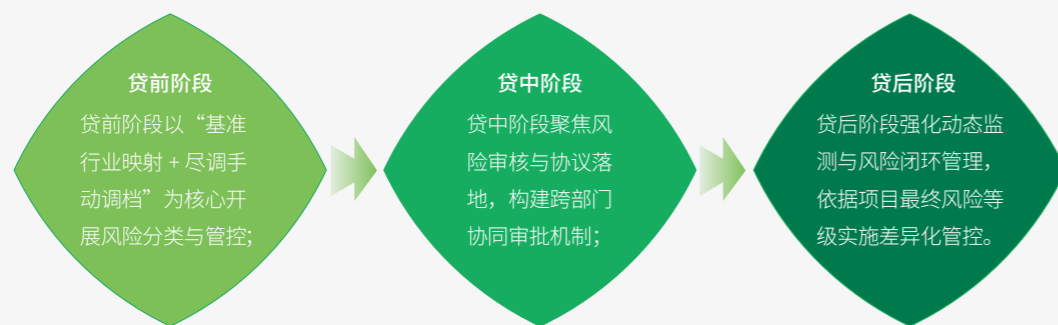 贷前阶段
贷前阶段以“基准
行业映射 + 尽调手
动调档”为核心开
展风险分类与管控;
贷中阶段
贷中阶段聚焦风
险审核与协议落
地，构建跨部门
协同审批机制；
贷后阶段
贷后阶段强化动态监
测与风险闭环管理，
依据项目最终风险等
级实施差异化管控。